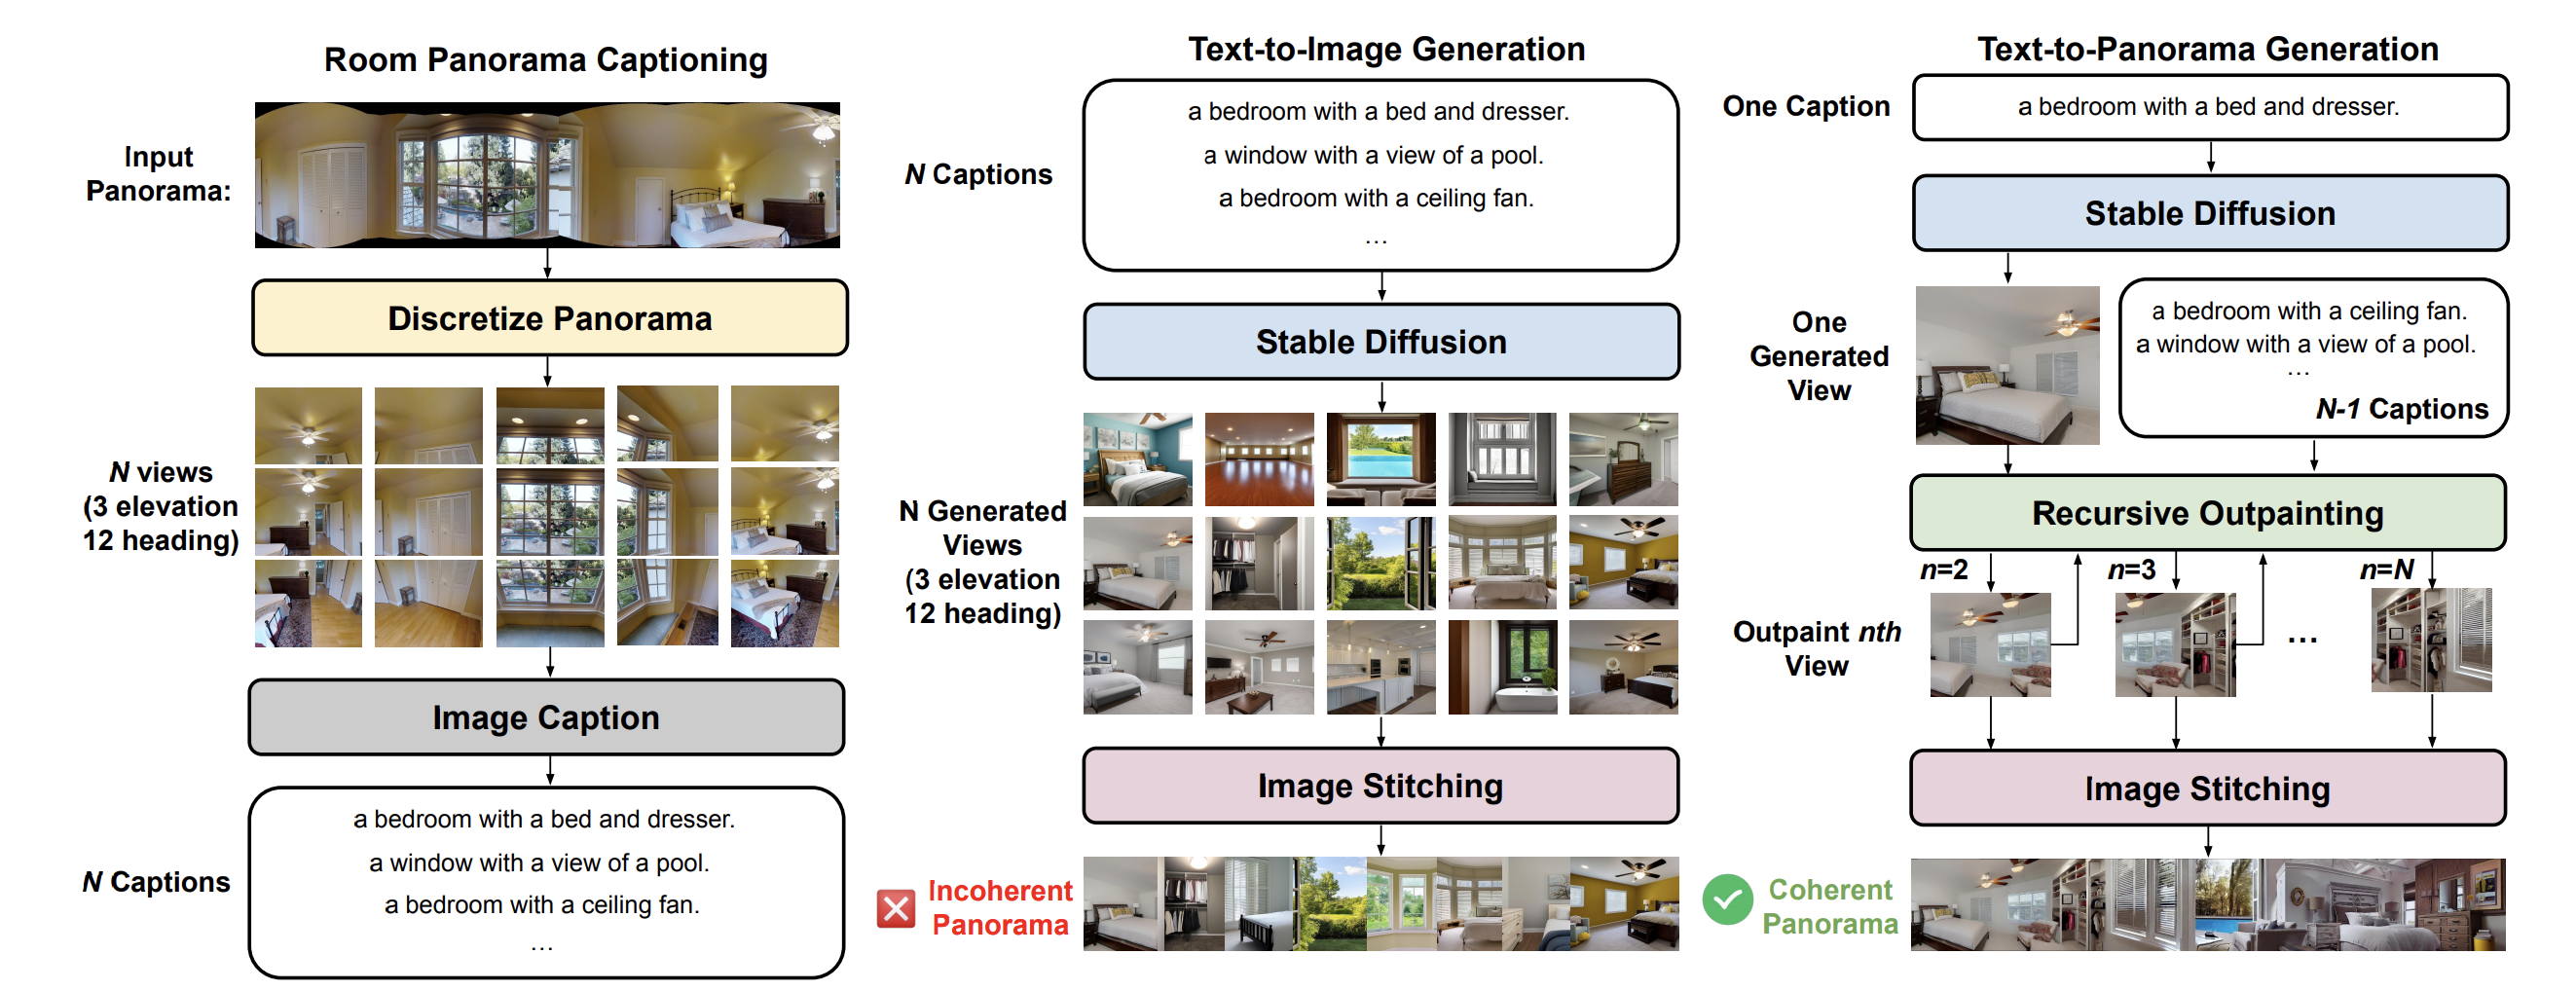 Room Panorama Captioning
Input
Panorama:
Discretize Panorama
N views
(3 elevation
12 heading)
Image Caption
N Captions
a bedroom with a bed and dresser.
a window with a view of a pool.
a bedroom with a ceiling fan.
...
Text-to-Image Generation
N Captions
a bedroom with a bed and dresser.
a window with a view of a pool.
a bedroom with a ceiling fan.
...
Stable Diffusion
N Generated
Views
(3 elevation
12 heading)
Image Stitching
Incoherent
Panorama
Text-to-Panorama Generation
One Caption
a bedroom with a bed and dresser.
Stable Diffusion
One
Generated
View
a bedroom with a ceiling fan.
a window with a view of a pool.
...
N-1 Captions
Recursive Outpainting
n=2
n=3
n=N
Outpaint nth
View
...
Image Stitching
Coherent
Panorama